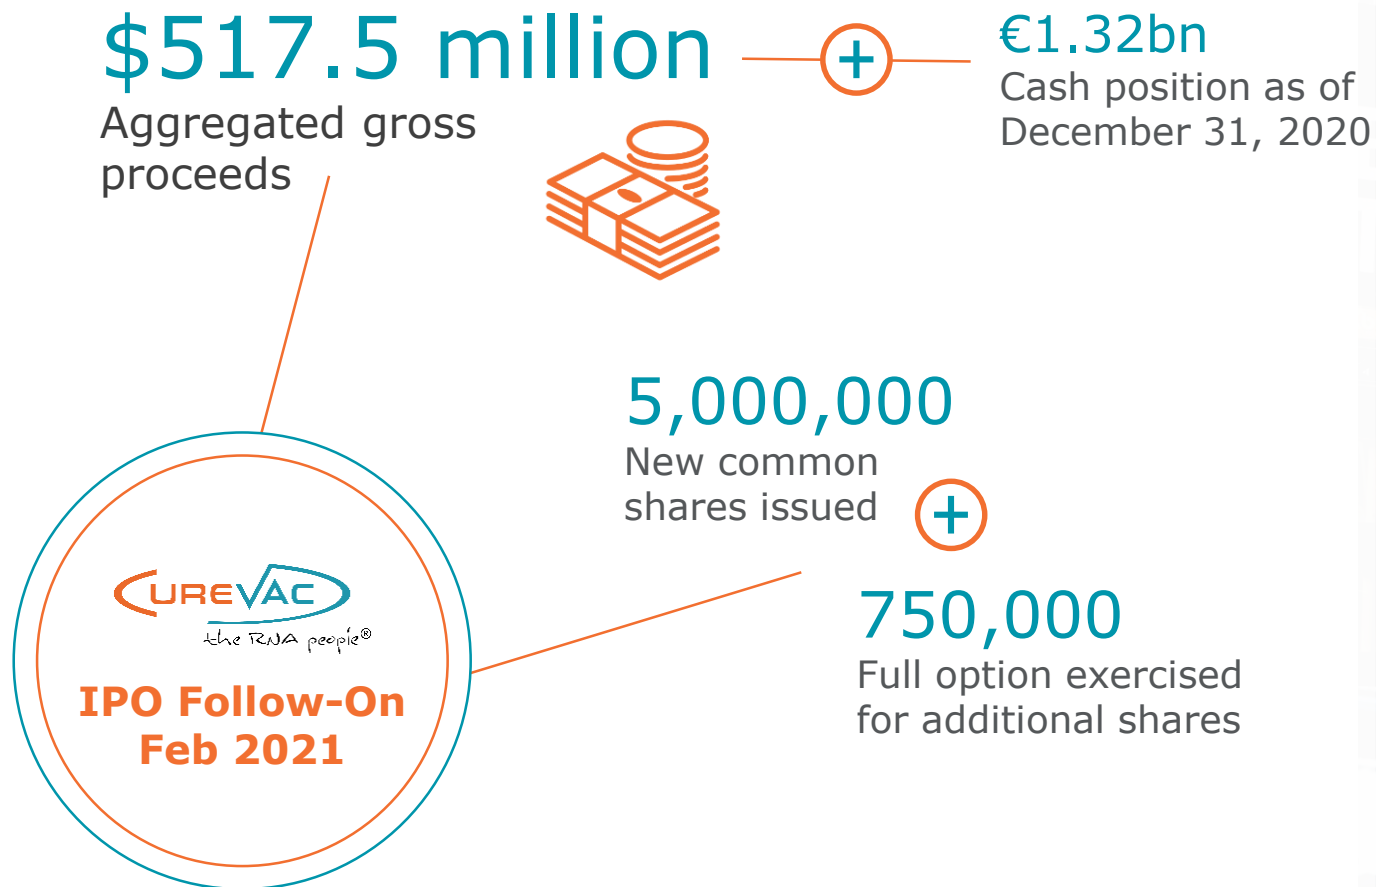 $517.5 million
Aggregated gross
proceeds
+
€1.32bn
Cash position as of
December 31, 2020
5,000,000
New common
shares issued
+
750,000
Full option exercised
for additional shares
CUREVAC
the RNA people®
IPO Follow-On
Feb 2021